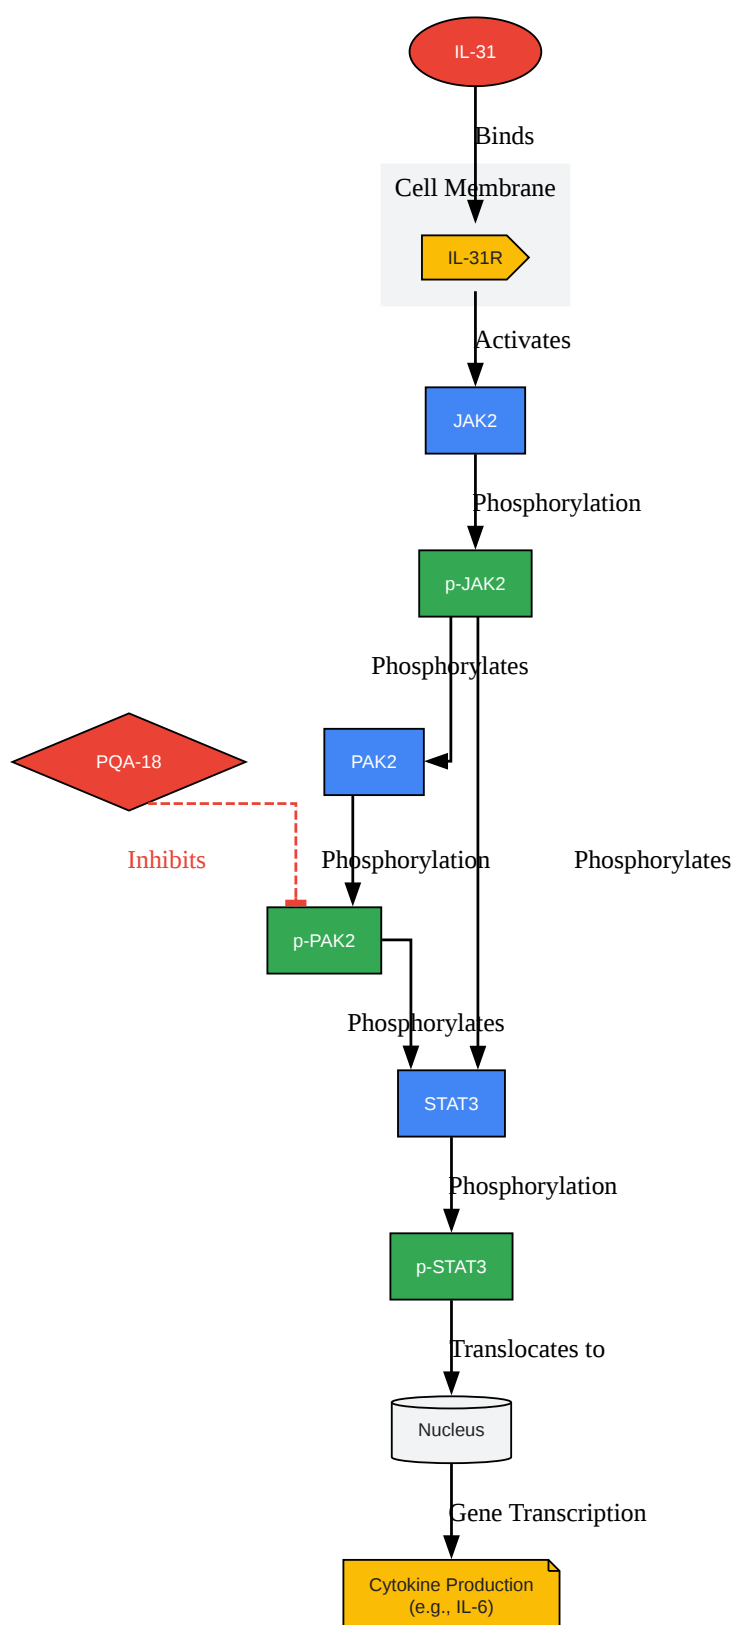 IL-31
Binds
Cell Membrane
IL-31R
Activates
JAK2
Phosphorylation
p-JAK2
Phosphorylates
PQA-18
PAK2
Inhibits
Phosphorylation
Phosphorylates
p-PAK2
Phosphorylates
STAT3
Phosphorylation
p-STAT3
Translocates to
Nucleus
Gene Transcription
Cytokine Production
(e.g., IL-6)